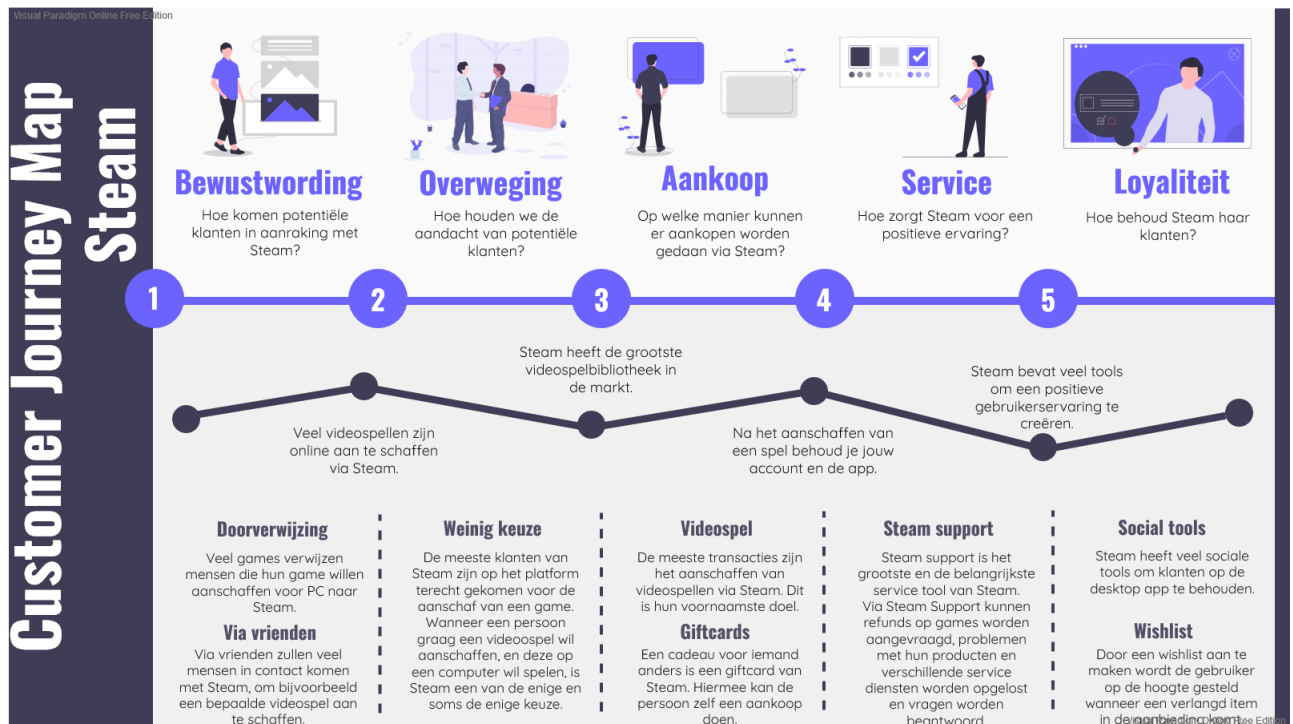 Visual Paradigm Online Free Edition
Customer Journey Map
Steam
Bewustwording
Hoe komen potentiële
klanten in aanraking met
Steam?
Overweging
Hoe houden we de
aandacht van potentiële
klanten?
Aankoop
Op welke manier kunnen
er aankopen worden
gedaan via Steam?
Service
Hoe zorgt Steam voor een
positieve ervaring?
Loyaliteit
Hoe behoud Steam haar
klanten?
1
2
3
4
5
Veel videospellen zijn
online aan te schaffen
via Steam.
Steam heeft de grootste
videospelbibliotheek in
de markt.
Na het aanschaffen van
een spel behoud je jouw
account en de app.
Steam bevat veel tools
om een positieve
gebruikerservaring te
creëren.
Doorverwijzing
Veel games verwijzen
mensen die hun game willen
aanschaffen voor PC naar
Steam.
Via vrienden
Via vrienden zullen veel
mensen in contact komen
met Steam, om bijvoorbeeld
een bepaalde videospel aan
te schaffen.
Weinig keuze
De meeste klanten van
Steam zijn op het platform
terecht gekomen voor de
aanschaf van een game.
Wanneer een persoon
graag een videoospel wil
aanschaffen, en deze op
een computer wil spelen, is
Steam een van de enige en
soms de enige keuze.
Videospel
De meeste transacties zijn
het aanschaffen van
videospellen via Steam. Dit
is hun voornaamste doel.
Giftcards
Een cadeau voor iemand
anders is een giftcard van
Steam. Hiermee kan de
persoon zelf een aankoop
doen.
Steam support
Steam support is het
grootste en de belangrijkste
service tool van Steam.
Via Steam Support kunnen
refunds op games worden
aangevraagd, problemen
met hun producten en
verschillende service
diensten worden opgelost
en vragen worden
beantwoord.
Social tools
Steam heeft veel sociale
tools om klanten op de
desktop app te behouden.
Wishlist
Door een wishlist aan te
maken wordt de gebruiker
op de hoogte gesteld
wanneer een verlangd item
in de aanbieding komt.
Free Edition